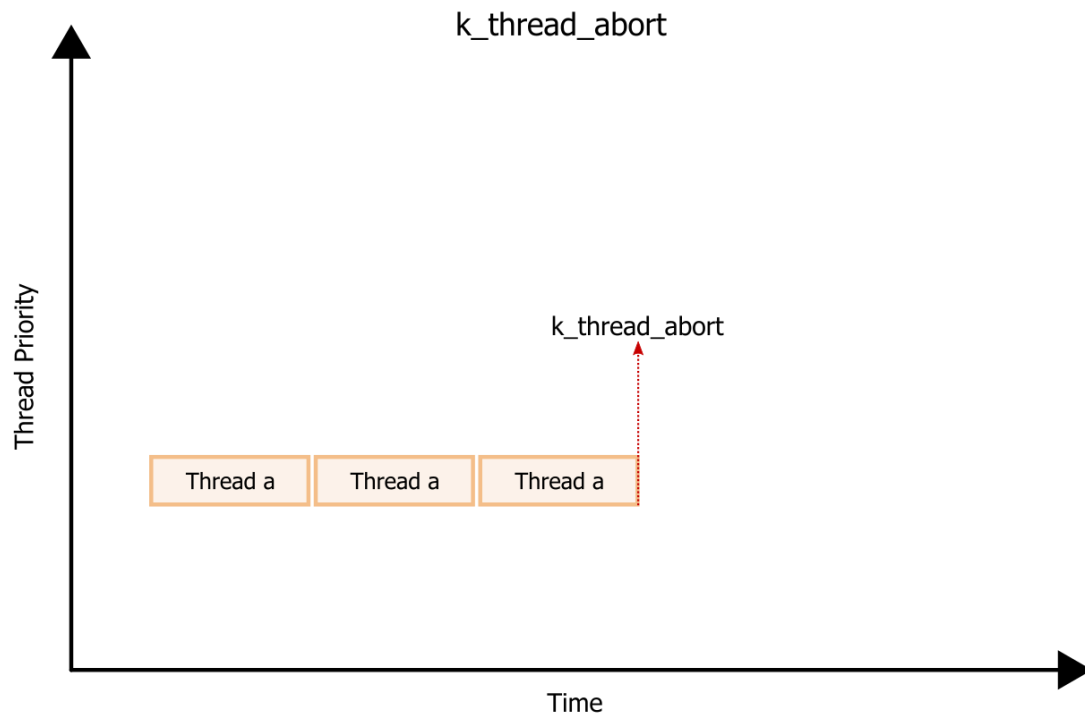 k_thread_abort
Thread Priority
k_thread_abort
Thread a
Thread a
Thread a
Time